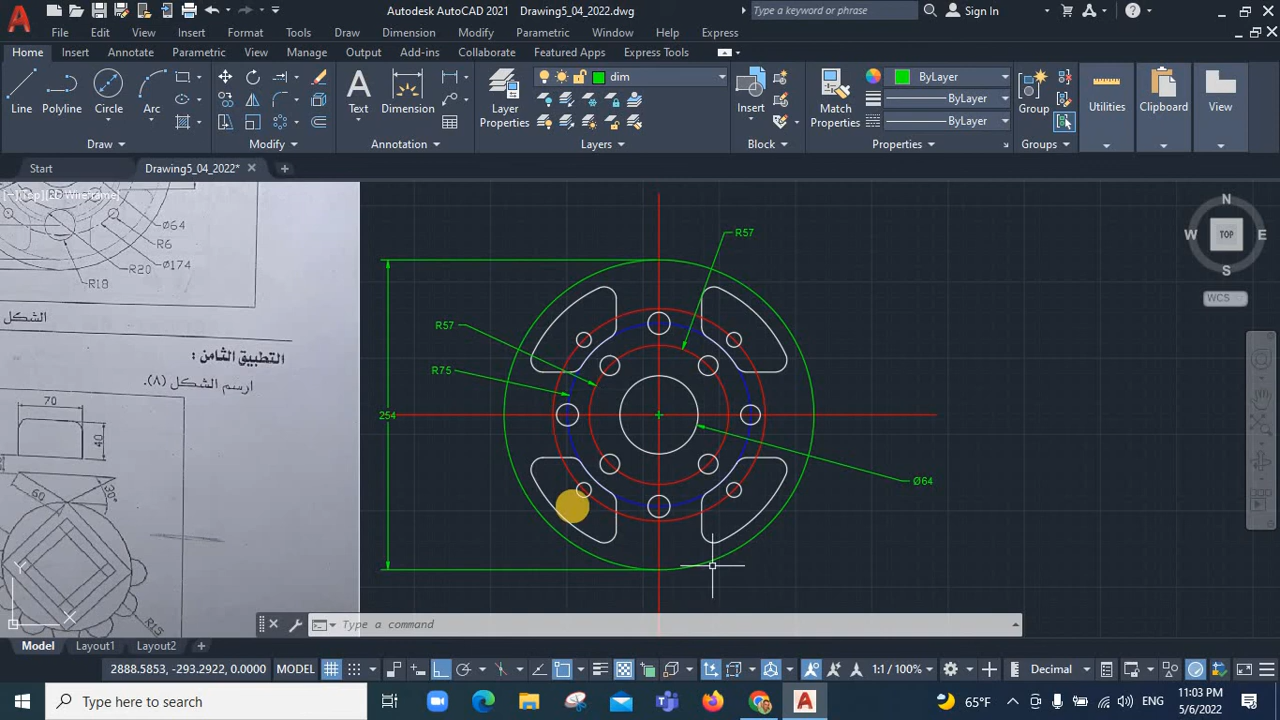 Autodesk AutoCAD 2021 Drawing5_04_2022.dwg
Type a keyword or phrase
Sign In
File Edit View Insert Format Tools Draw Dimension Modify Parametric Window Help Express
Home Insert Annotate Parametric View Manage Output Add-ins Collaborate Featured Apps Express Tools
dim
ByLayer
ByLayer
ByLayer
Line Polyline Circle Arc
Text Dimension
Layer
Properties
Insert
Match
Properties
Group
Utilities
Clipboard
View
Draw Modify Annotation Layers Block Properties Groups
Start Drawing5_04_2022*
[–][Top][2D Wireframe]
N
W TOP E
S
WCS
Ø64
R6
Ø174
R20
R18
الشكل
التطبيق الثامن :
ارسم الشكل (٨).
70
40
60
30°
R15
Y
X
R57
R57
R75
254
Ø64
Type a command
Model Layout1 Layout2
2888.5853, -293.2922, 0.0000 MODEL
1:1 / 100%
Decimal
Type here to search
65°F
ENG
11:03 PM
5/6/2022